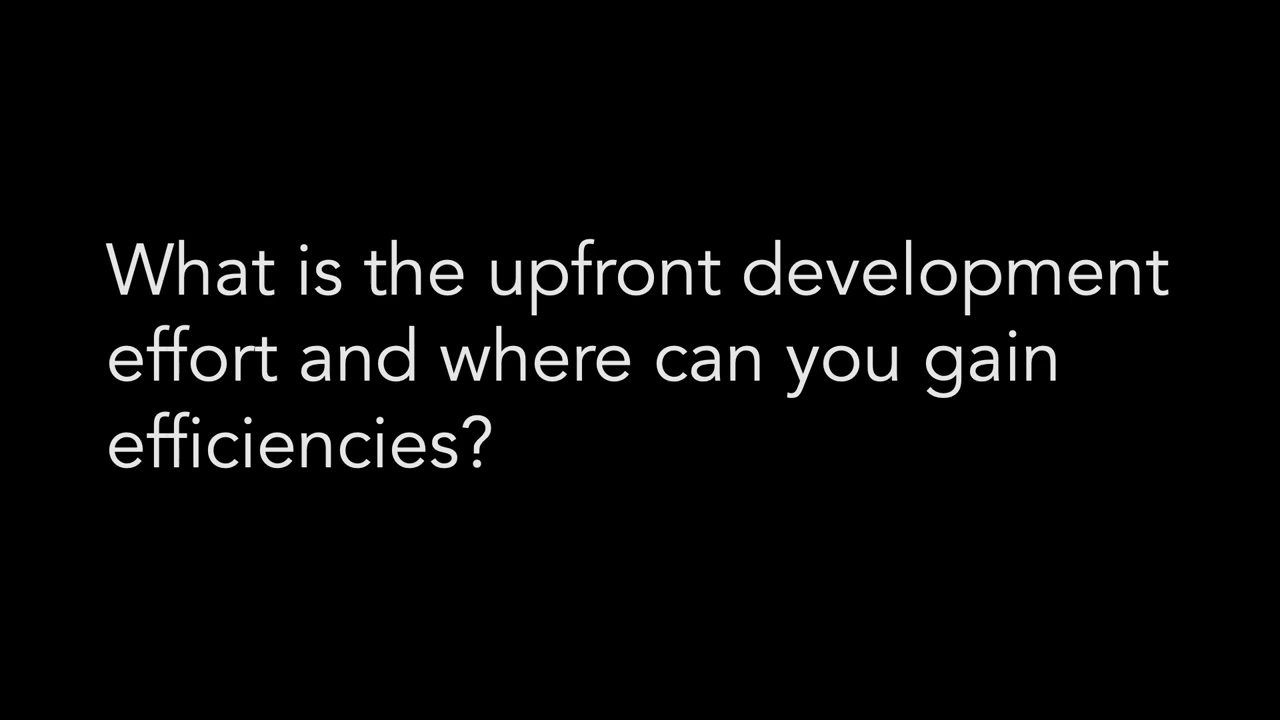 What is the upfront development
effort and where can you gain
efficiencies?